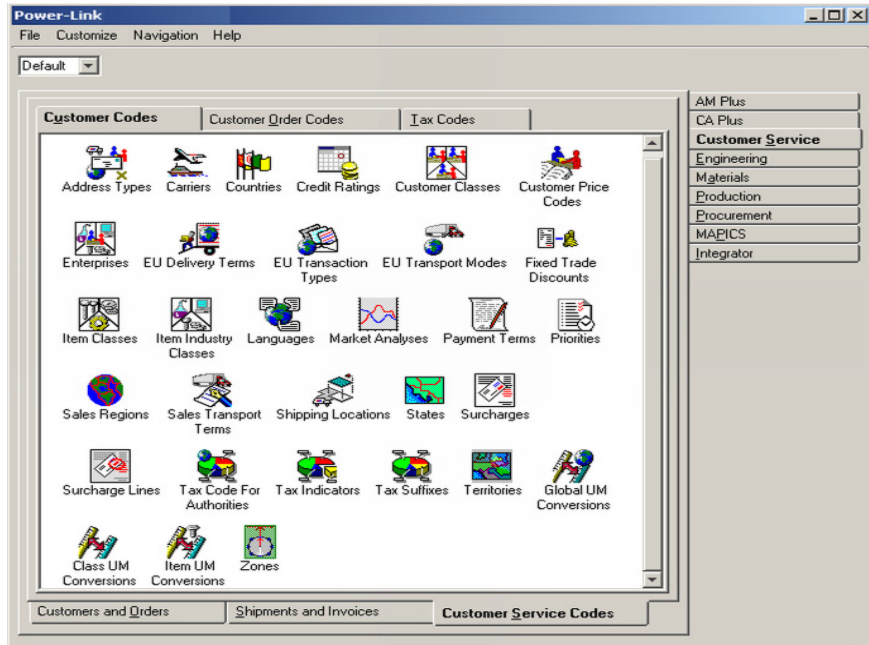 Power-Link
File Customize Navigation Help
Default
Customer Codes Customer Order Codes Tax Codes
Address Types Carriers Countries Credit Ratings Customer Classes Customer Price
Codes
Enterprises EU Delivery Terms EU Transaction EU Transport Modes Fixed Trade
Types Discounts
Item Classes Item Industry Languages Market Analyses Payment Terms Priorities
Classes
Sales Regions Sales Transport Shipping Locations States Surcharges
Terms
Surcharge Lines Tax Code For Tax Indicators Tax Suffixes Territories Global UM
Authorities Conversions
Class UM Item UM Zones
Conversions Conversions
Customers and Orders Shipments and Invoices Customer Service Codes
AM Plus
CA Plus
Customer Service
Engineering
Materials
Production
Procurement
MAPICS
Integrator